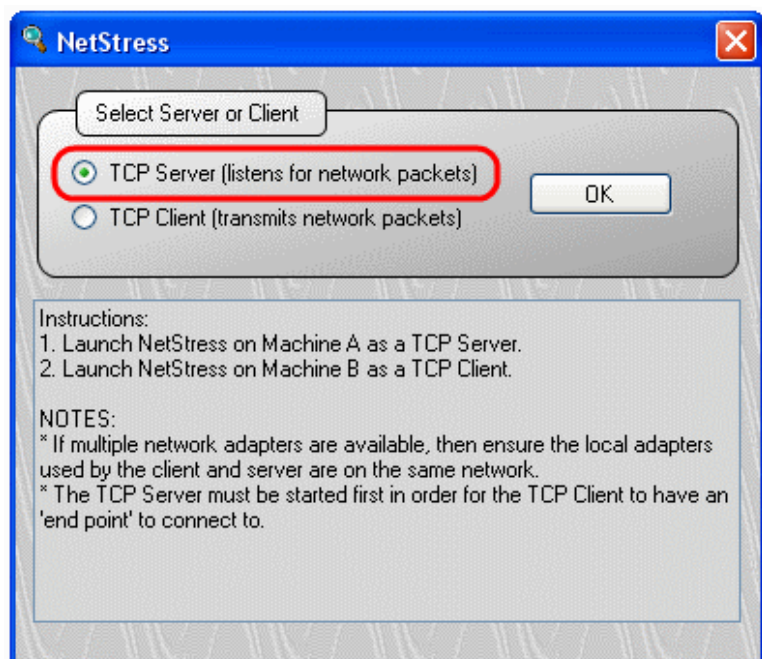 NetStress
Select Server or Client
TCP Server (listens for network packets)
OK
TCP Client (transmits network packets)
Instructions:
1. Launch NetStress on Machine A as a TCP Server.
2. Launch NetStress on Machine B as a TCP Client.
NOTES:
* If multiple network adapters are available, then ensure the local adapters
used by the client and server are on the same network.
* The TCP Server must be started first in order for the TCP Client to have an
'end point' to connect to.